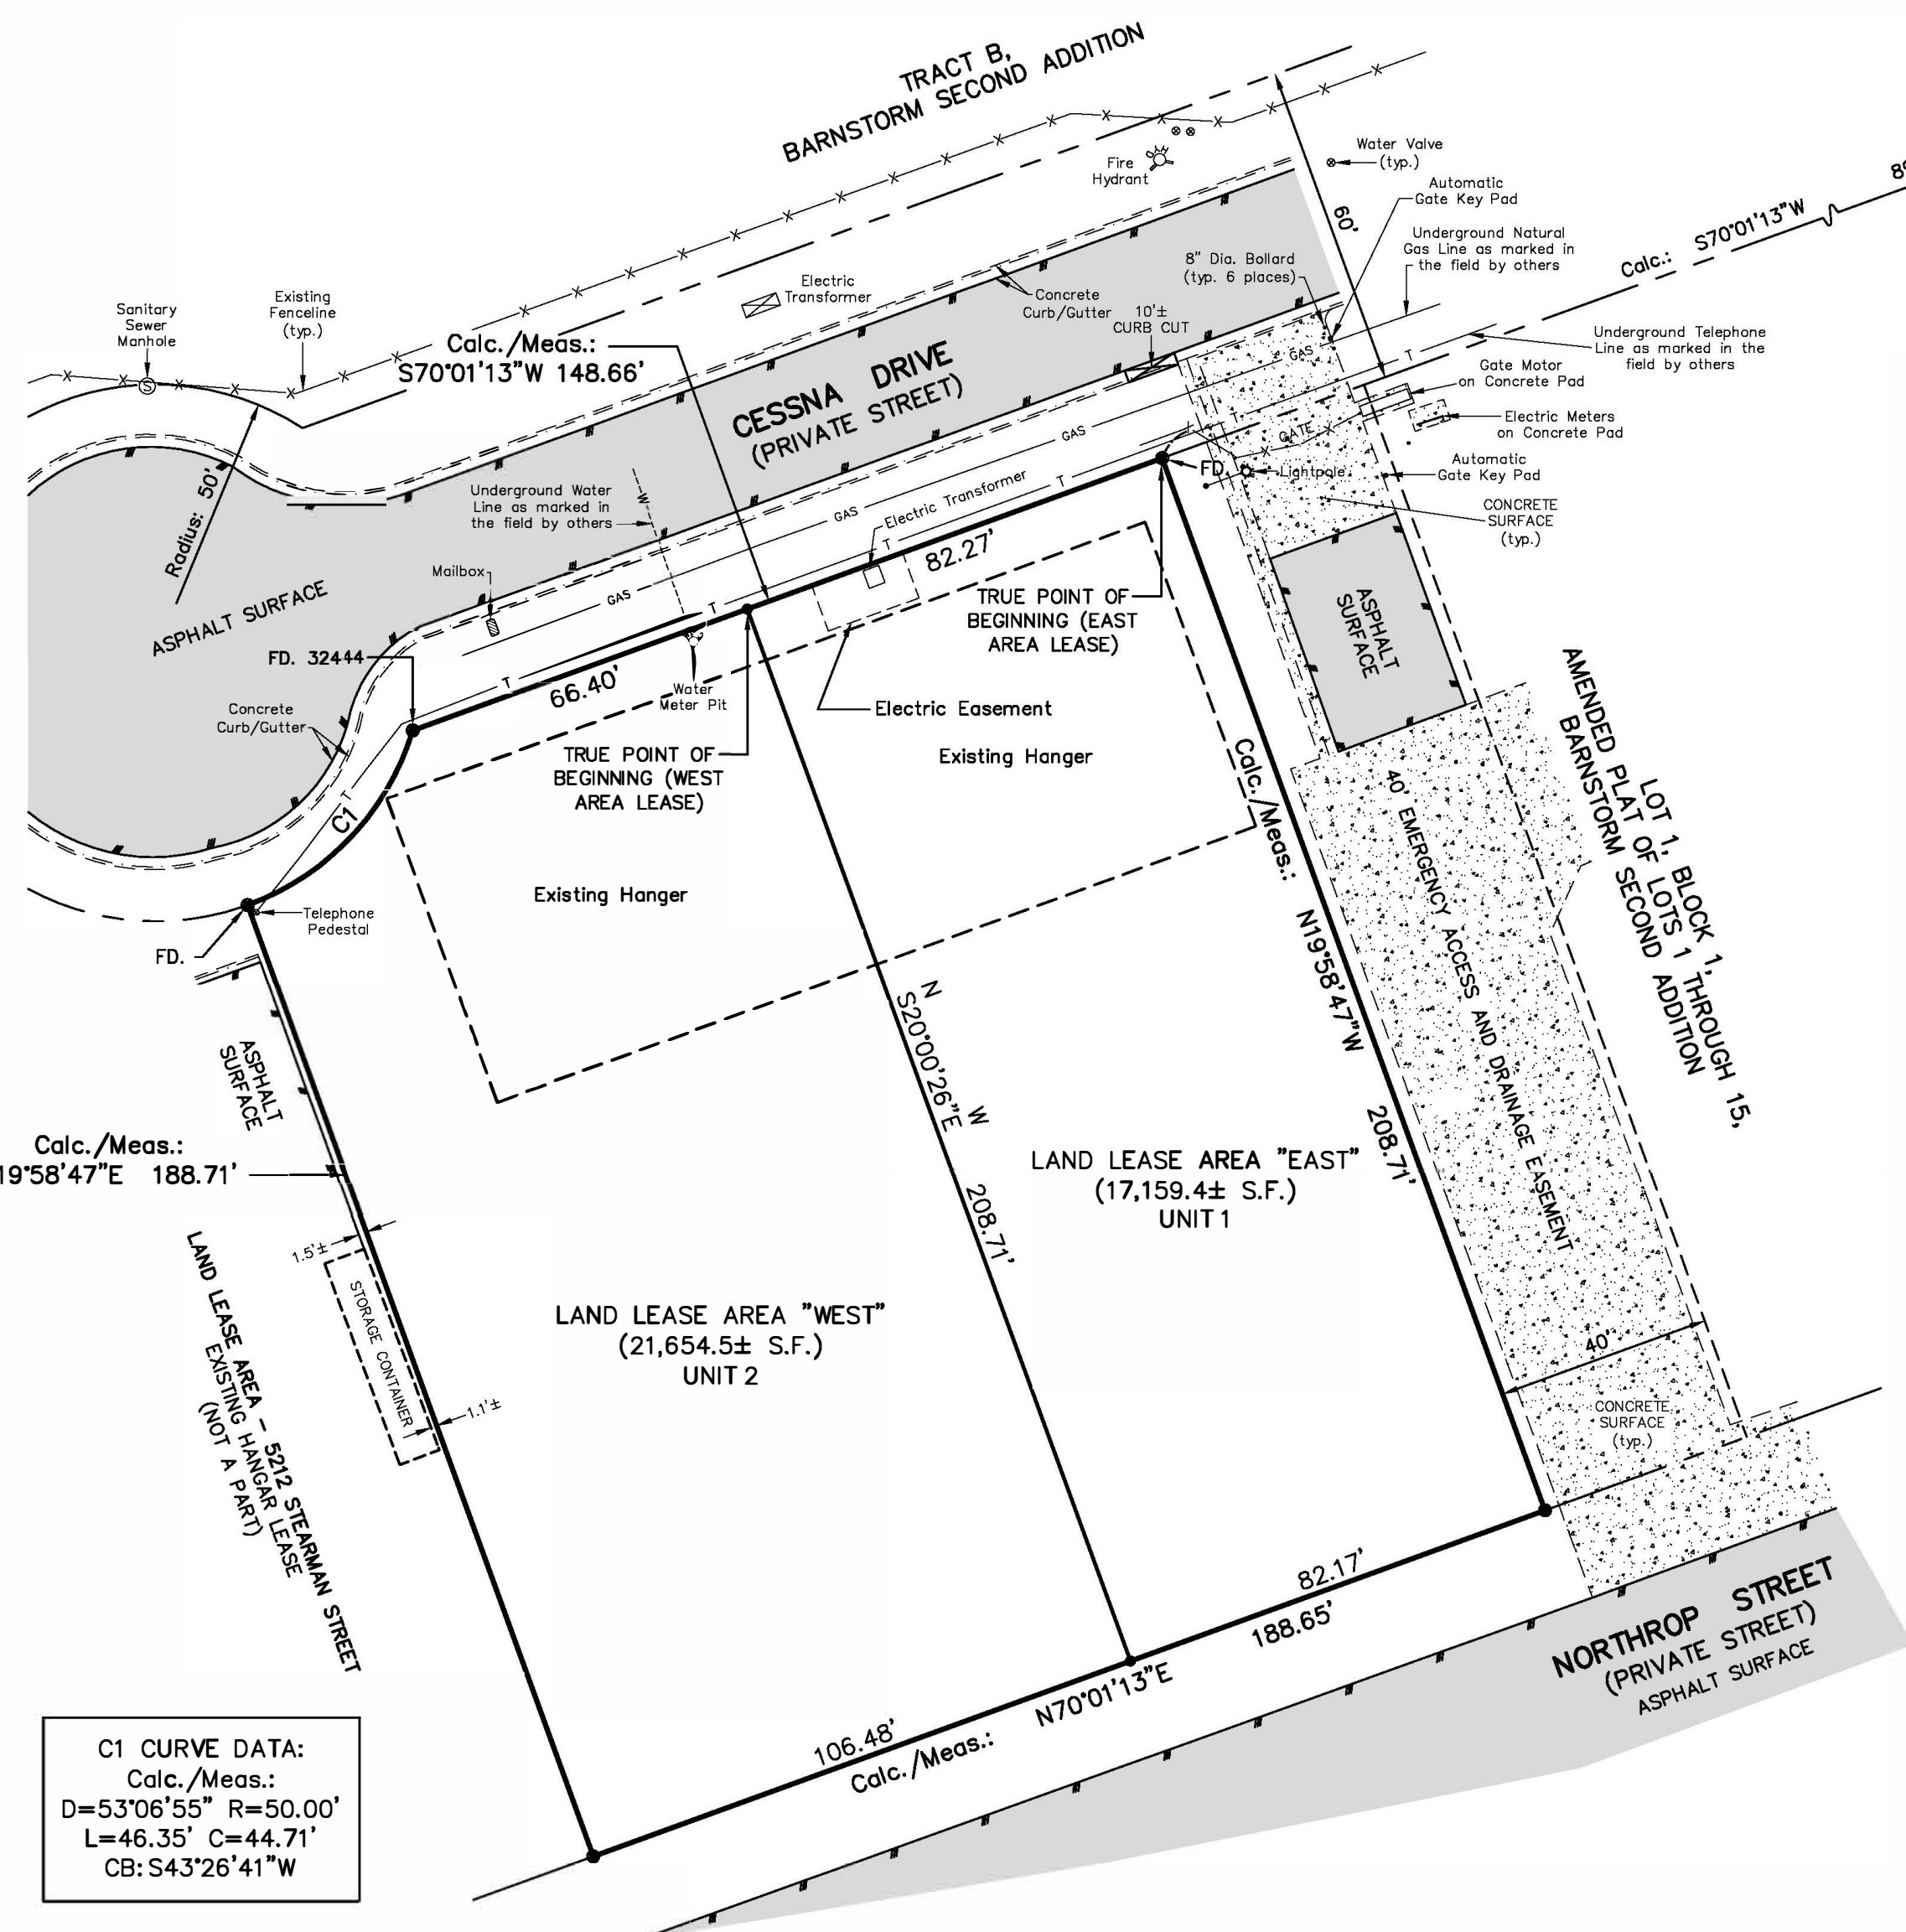 TRACT B,
BARNSTORM SECOND ADDITION
Water Valve
(typ.)
Fire
Hydrant
Automatic
Gate Key Pad
60'
S70°01'13"W
Calc.:
Underground Natural
Gas Line as marked in
the field by others
8" Dia. Bollard
(typ. 6 places)
Electric
Transformer
Concrete
Curb/Gutter
10'±
CURB CUT
Sanitary
Sewer
Manhole
S
Existing
Fenceline
(typ.)
Calc./Meas.:
S70°01'13"W 148.66'
CESSNA DRIVE
(PRIVATE STREET)
Underground Telephone
Line as marked in the
field by others
Gate Motor
on Concrete Pad
Electric Meters
on Concrete Pad
Automatic
Gate Key Pad
CONCRETE
SURFACE
(typ.)
GAS
T
GATE
FD.
Lightpole
GAS
Radius: 50'
Underground Water
Line as marked in
the field by others
W
GAS
Electric Transformer
T
T
82.27'
Mailbox
GAS
T
ASPHALT SURFACE
FD. 32444
T
66.40'
Water
Meter Pit
TRUE POINT OF
BEGINNING (EAST
AREA LEASE)
ASPHALT
SURFACE
Electric Easement
Concrete
Curb/Gutter
TRUE POINT OF
BEGINNING (WEST
AREA LEASE)
Existing Hanger
T
C1
Existing Hanger
Telephone
Pedestal
FD.
Calc./Meas.:
N19°58'47"W
208.71'
40' EMERGENCY ACCESS AND DRAINAGE EASEMENT
LOT 1, BLOCK 1,
AMENDED PLAT OF LOTS 1 THROUGH 15,
BARNSTORM SECOND ADDITION
N W
S20°00'26"E
208.71'
ASPHALT
SURFACE
Calc./Meas.:
19°58'47"E 188.71'
LAND LEASE AREA "EAST"
(17,159.4± S.F.)
UNIT 1
1.5'±
STORAGE CONTAINER
1.1'±
LAND LEASE AREA - 5212 STEARMAN STREET
EXISTING HANGAR LEASE
(NOT A PART)
LAND LEASE AREA "WEST"
(21,654.5± S.F.)
UNIT 2
40'
CONCRETE
SURFACE
(typ.)
82.17'
188.65'
NORTHROP STREET
(PRIVATE STREET)
ASPHALT SURFACE
106.48'
Calc./Meas.: N70°01'13"E
C1 CURVE DATA:
Calc./Meas.:
D=53°06'55" R=50.00'
L=46.35' C=44.71'
CB: S43°26'41"W